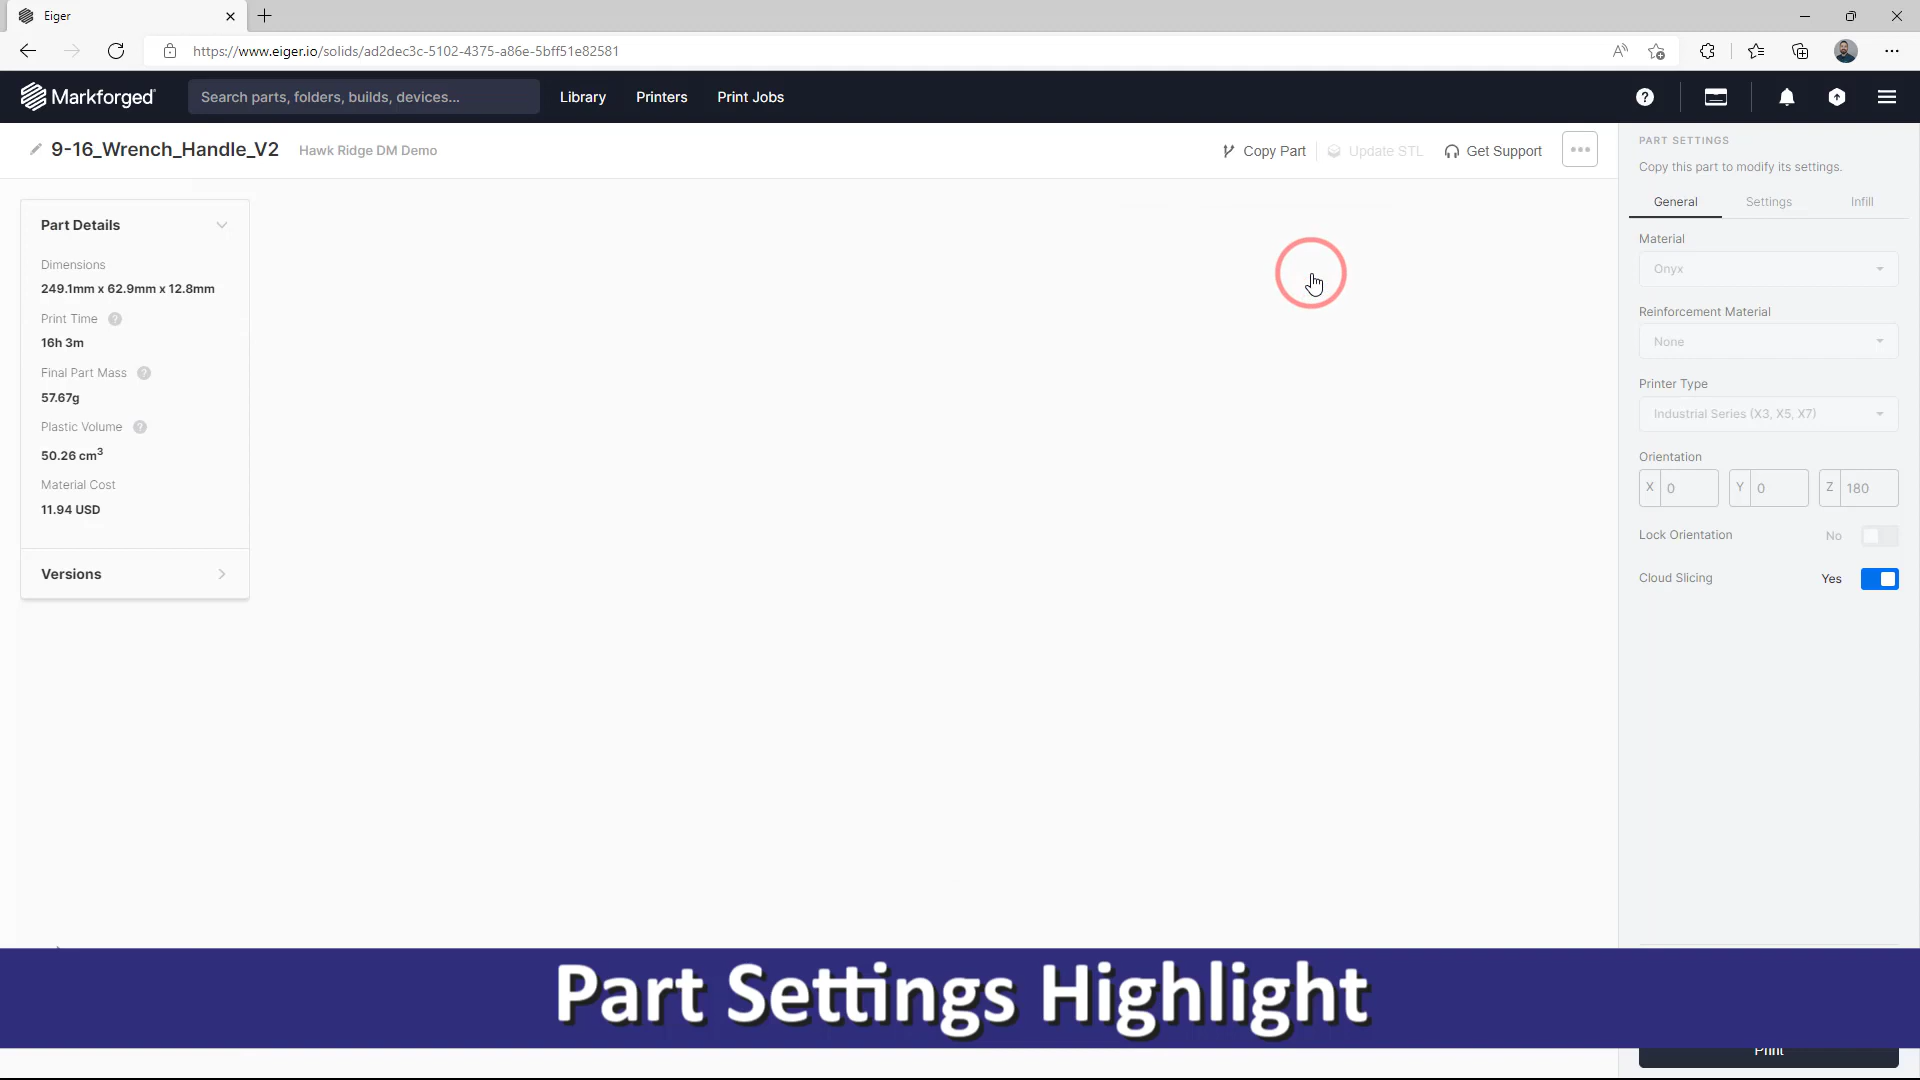 Eiger
https://www.eiger.io/solids/ad2dec3c-5102-4375-a86e-5bff51e82581
Markforged
Search parts, folders, builds, devices...
Library
Printers
Print Jobs
9-16_Wrench_Handle_V2
Hawk Ridge DM Demo
Copy Part
Update STL
Get Support
Part Details
Dimensions
249.1mm x 62.9mm x 12.8mm
Print Time
16h 3m
Final Part Mass
57.67g
Plastic Volume
50.26 cm³
Material Cost
11.94 USD
Versions
PART SETTINGS
Copy this part to modify its settings.
General Settings Infill
Material
Onyx
Reinforcement Material
None
Printer Type
Industrial Series (X3, X5, X7)
Orientation
X 0 Y 0 Z 180
Lock Orientation No
Cloud Slicing Yes
Part Settings Highlight
Print